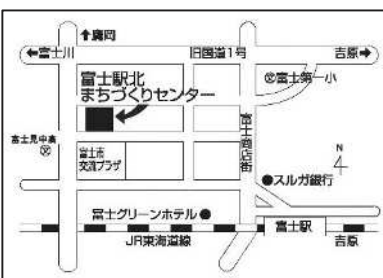 ↑鷹岡
←富士川
旧国道1号
吉原→
富士駅北
まちづくりセンター
富士第一小
富士見中高
富士市
交流プラザ
富士商店街
N
4
●スルガ銀行
富士グリーンホテル●
富士駅
JR東海道線
吉原